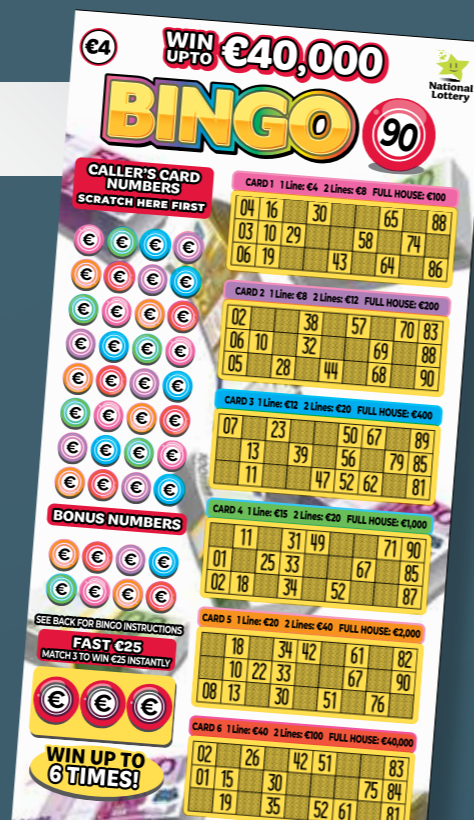 €4
WIN
UPTO €40,000
National
Lottery
BINGO
90
CALLER'S CARD
NUMBERS
SCRATCH HERE FIRST
€ € € €
€ € € €
€ € € €
€ € € €
€ € € €
€ € € €
€ € € €
€ € € €
BONUS NUMBERS
€ € € €
€ € € €
SEE BACK FOR BINGO INSTRUCTIONS
FAST €25
MATCH 3 TO WIN €25 INSTANTLY
€ € €
WIN UP TO
6 TIMES!
CARD 1 1 Line: €4 2 Lines: €8 FULL HOUSE: €100
04 16 30 65 88
03 10 29 58 74
06 19 43 64 86
CARD 2 1 Line: €8 2 Lines: €12 FULL HOUSE: €200
02 38 57 70 83
06 10 32 69 88
05 28 44 68 90
CARD 3 1 Line: €12 2 Lines: €20 FULL HOUSE: €400
07 23 50 67 89
13 39 56 79 85
11 47 52 62 81
CARD 4 1 Line: €15 2 Lines: €20 FULL HOUSE: €1,000
11 31 49 71 90
01 25 33 67 85
02 18 34 52 87
CARD 5 1 Line: €20 2 Lines: €40 FULL HOUSE: €2,000
18 34 42 61 82
10 22 33 67 90
08 13 30 51 76
CARD 6 1 Line: €40 2 Lines: €100 FULL HOUSE: €40,000
02 26 42 51 83
01 15 30 75 84
19 35 52 61 81